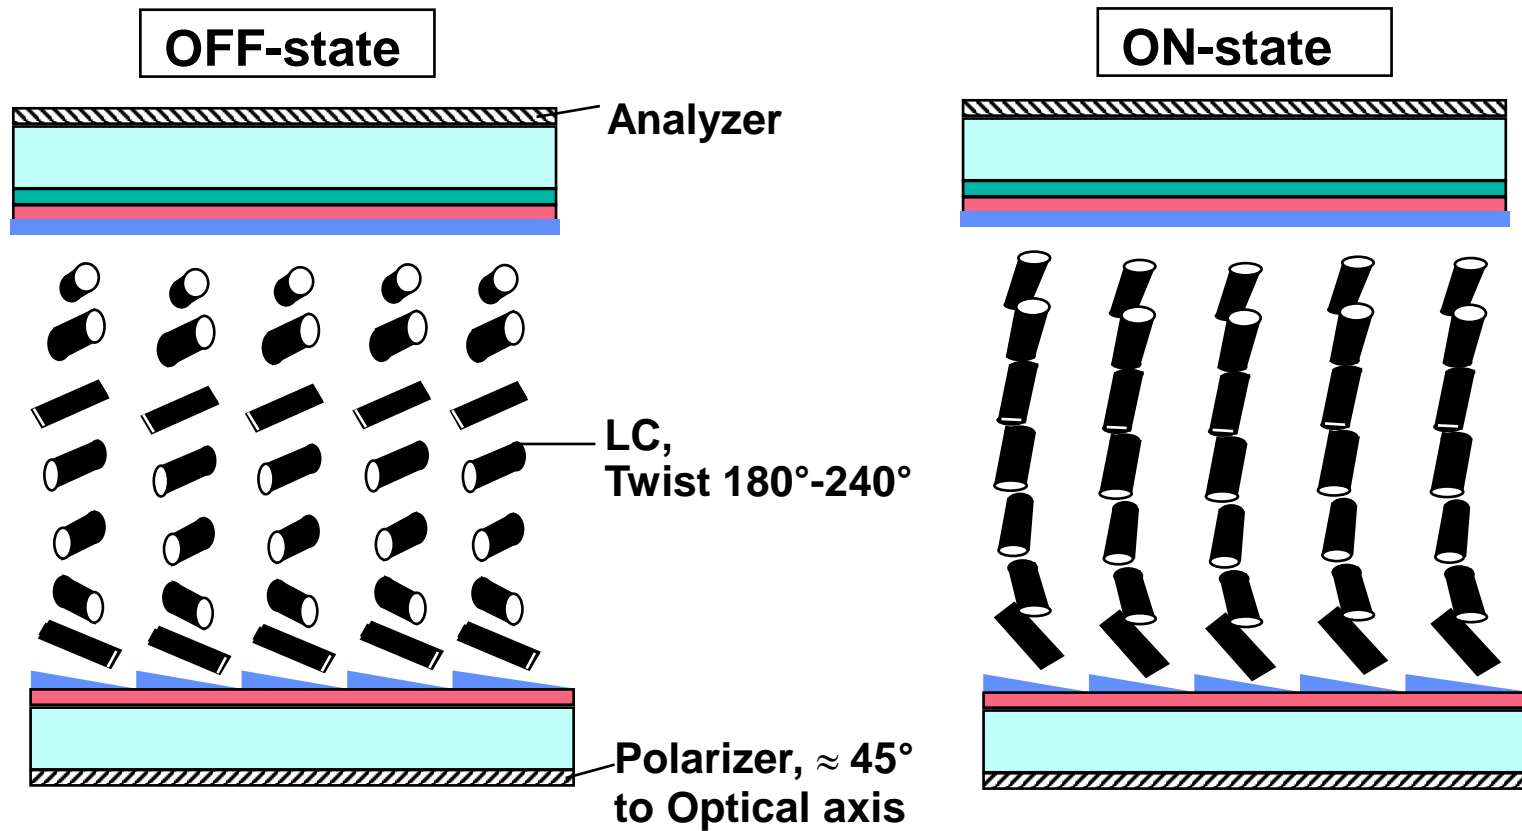 OFF-state
ON-state
Analyzer
LC,
Twist 180°-240°
Polarizer, ≈ 45°
to Optical axis